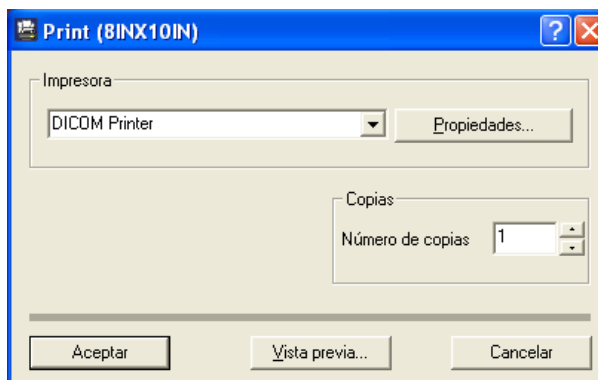 Print (8INX10IN)
Impresora
DICOM Printer
Propiedades...
Copias
Número de copias
1
Aceptar
Vista previa...
Cancelar